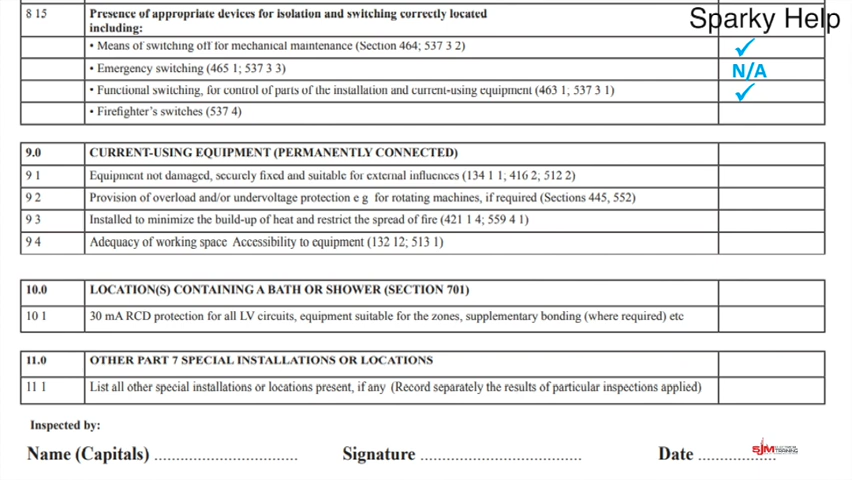 Sparky Help
8 15 Presence of appropriate devices for isolation and switching correctly located
including:
• Means of switching off for mechanical maintenance (Section 464; 537 3 2) ✓
• Emergency switching (465 1; 537 3 3) N/A
• Functional switching, for control of parts of the installation and current-using equipment (463 1; 537 3 1) ✓
• Firefighter's switches (537 4)
9.0 CURRENT-USING EQUIPMENT (PERMANENTLY CONNECTED)
9 1 Equipment not damaged, securely fixed and suitable for external influences (134 1 1; 416 2; 512 2)
9 2 Provision of overload and/or undervoltage protection e g for rotating machines, if required (Sections 445, 552)
9 3 Installed to minimize the build-up of heat and restrict the spread of fire (421 1 4; 559 4 1)
9 4 Adequacy of working space Accessibility to equipment (132 12; 513 1)
10.0 LOCATION(S) CONTAINING A BATH OR SHOWER (SECTION 701)
10 1 30 mA RCD protection for all LV circuits, equipment suitable for the zones, supplementary bonding (where required) etc
11.0 OTHER PART 7 SPECIAL INSTALLATIONS OR LOCATIONS
11 1 List all other special installations or locations present, if any (Record separately the results of particular inspections applied)
Inspected by:
Name (Capitals) ................................ Signature .................................... Date .................
SJM ELECTRICAL TRAINING